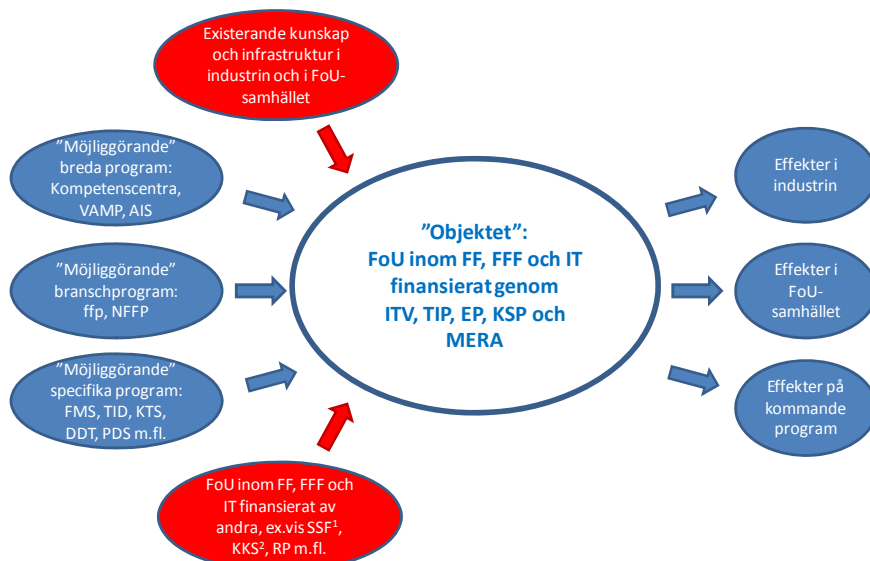 Existerande kunskap
och infrastruktur i
industrin och i FoU-
samhället
”Möjliggörande”
breda program:
Kompetenscentra,
VAMP, AIS
”Möjliggörande”
branschprogram:
ffp, NFFP
”Möjliggörande”
specifika program:
FMS, TID, KTS,
DDT, PDS m.fl.
FoU inom FF, FFF och
IT finansierat av
andra, ex.vis SSF¹,
KKS², RP m.fl.
”Objektet”:
FoU inom FF, FFF och IT
finansierat genom
ITV, TIP, EP, KSP och
MERA
Effekter i
industrin
Effekter i
FoU-
samhället
Effekter på
kommande
program